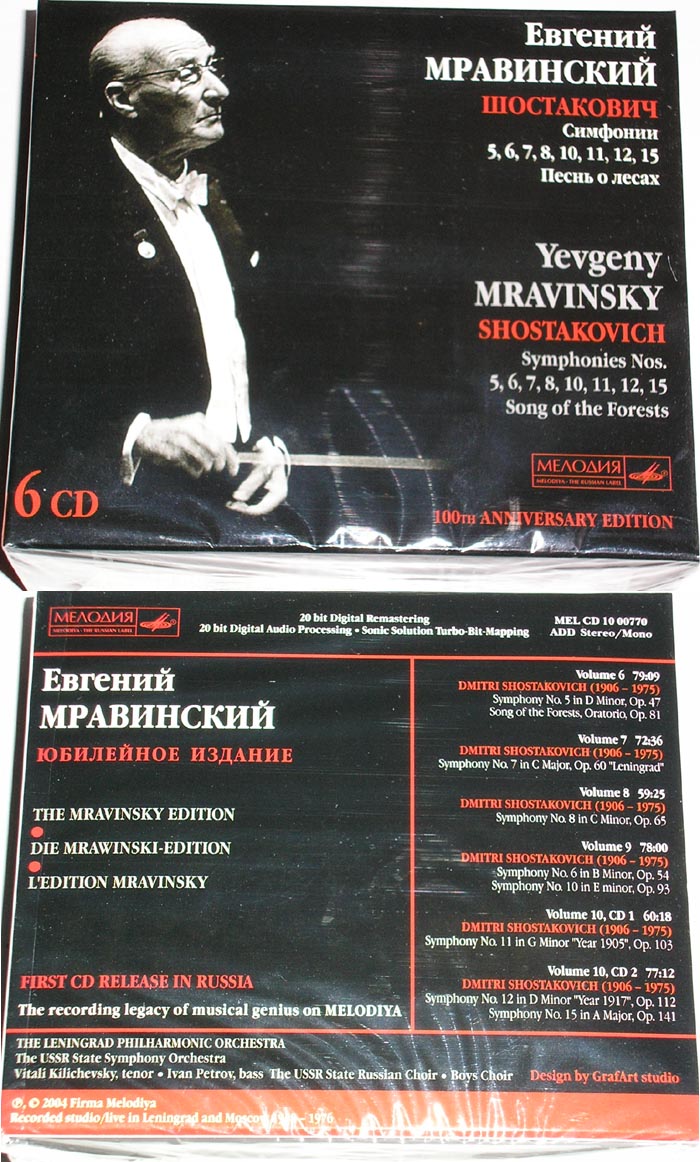 Евгений
МРАВИНСКИЙ
ШОСТАКОВИЧ
Симфонии
5, 6, 7, 8, 10, 11, 12, 15
Песнь о лесах
Yevgeny
MRAVINSKY
SHOSTAKOVICH
Symphonies Nos.
5, 6, 7, 8, 10, 11, 12, 15
Song of the Forests
МЕЛОДИЯ
MELODIYA - THE RUSSIAN LABEL
6 CD
100TH ANNIVERSARY EDITION
МЕЛОДИЯ
MELODIYA - THE RUSSIAN LABEL
20 bit Digital Remastering
20 bit Digital Audio Processing • Sonic Solution Turbo-Bit-Mapping
MEL CD 10 00770
ADD Stereo/Mono
Евгений
МРАВИНСКИЙ
ЮБИЛЕЙНОЕ ИЗДАНИЕ
THE MRAVINSKY EDITION
DIE MRAWINSKI-EDITION
L'EDITION MRAVINSKY
FIRST CD RELEASE IN RUSSIA
The recording legacy of musical genius on MELODIYA
Volume 6 79:09
DMITRI SHOSTAKOVICH (1906 – 1975)
Symphony No. 5 in D Minor, Op. 47
Song of the Forests, Oratorio, Op. 81
Volume 7 72:36
DMITRI SHOSTAKOVICH (1906 – 1975)
Symphony No. 7 in C Major, Op. 60 "Leningrad"
Volume 8 59:25
DMITRI SHOSTAKOVICH (1906 – 1975)
Symphony No. 8 in C Minor, Op. 65
Volume 9 78:00
DMITRI SHOSTAKOVICH (1906 – 1975)
Symphony No. 6 in B Minor, Op. 54
Symphony No. 10 in E minor, Op. 93
Volume 10, CD 1 60:18
DMITRI SHOSTAKOVICH (1906 – 1975)
Symphony No. 11 in G Minor "Year 1905", Op. 103
Volume 10, CD 2 77:12
DMITRI SHOSTAKOVICH (1906 – 1975)
Symphony No. 12 in D Minor "Year 1917", Op. 112
Symphony No. 15 in A Major, Op. 141
THE LENINGRAD PHILHARMONIC ORCHESTRA
The USSR State Symphony Orchestra
Vitali Kilichevsky, tenor • Ivan Petrov, bass The USSR State Russian Choir • Boys Choir
Design by GrafArt studio
℗, © 2004 Firma Melodiya
Recorded studio/live in Leningrad and Moscow – 1976